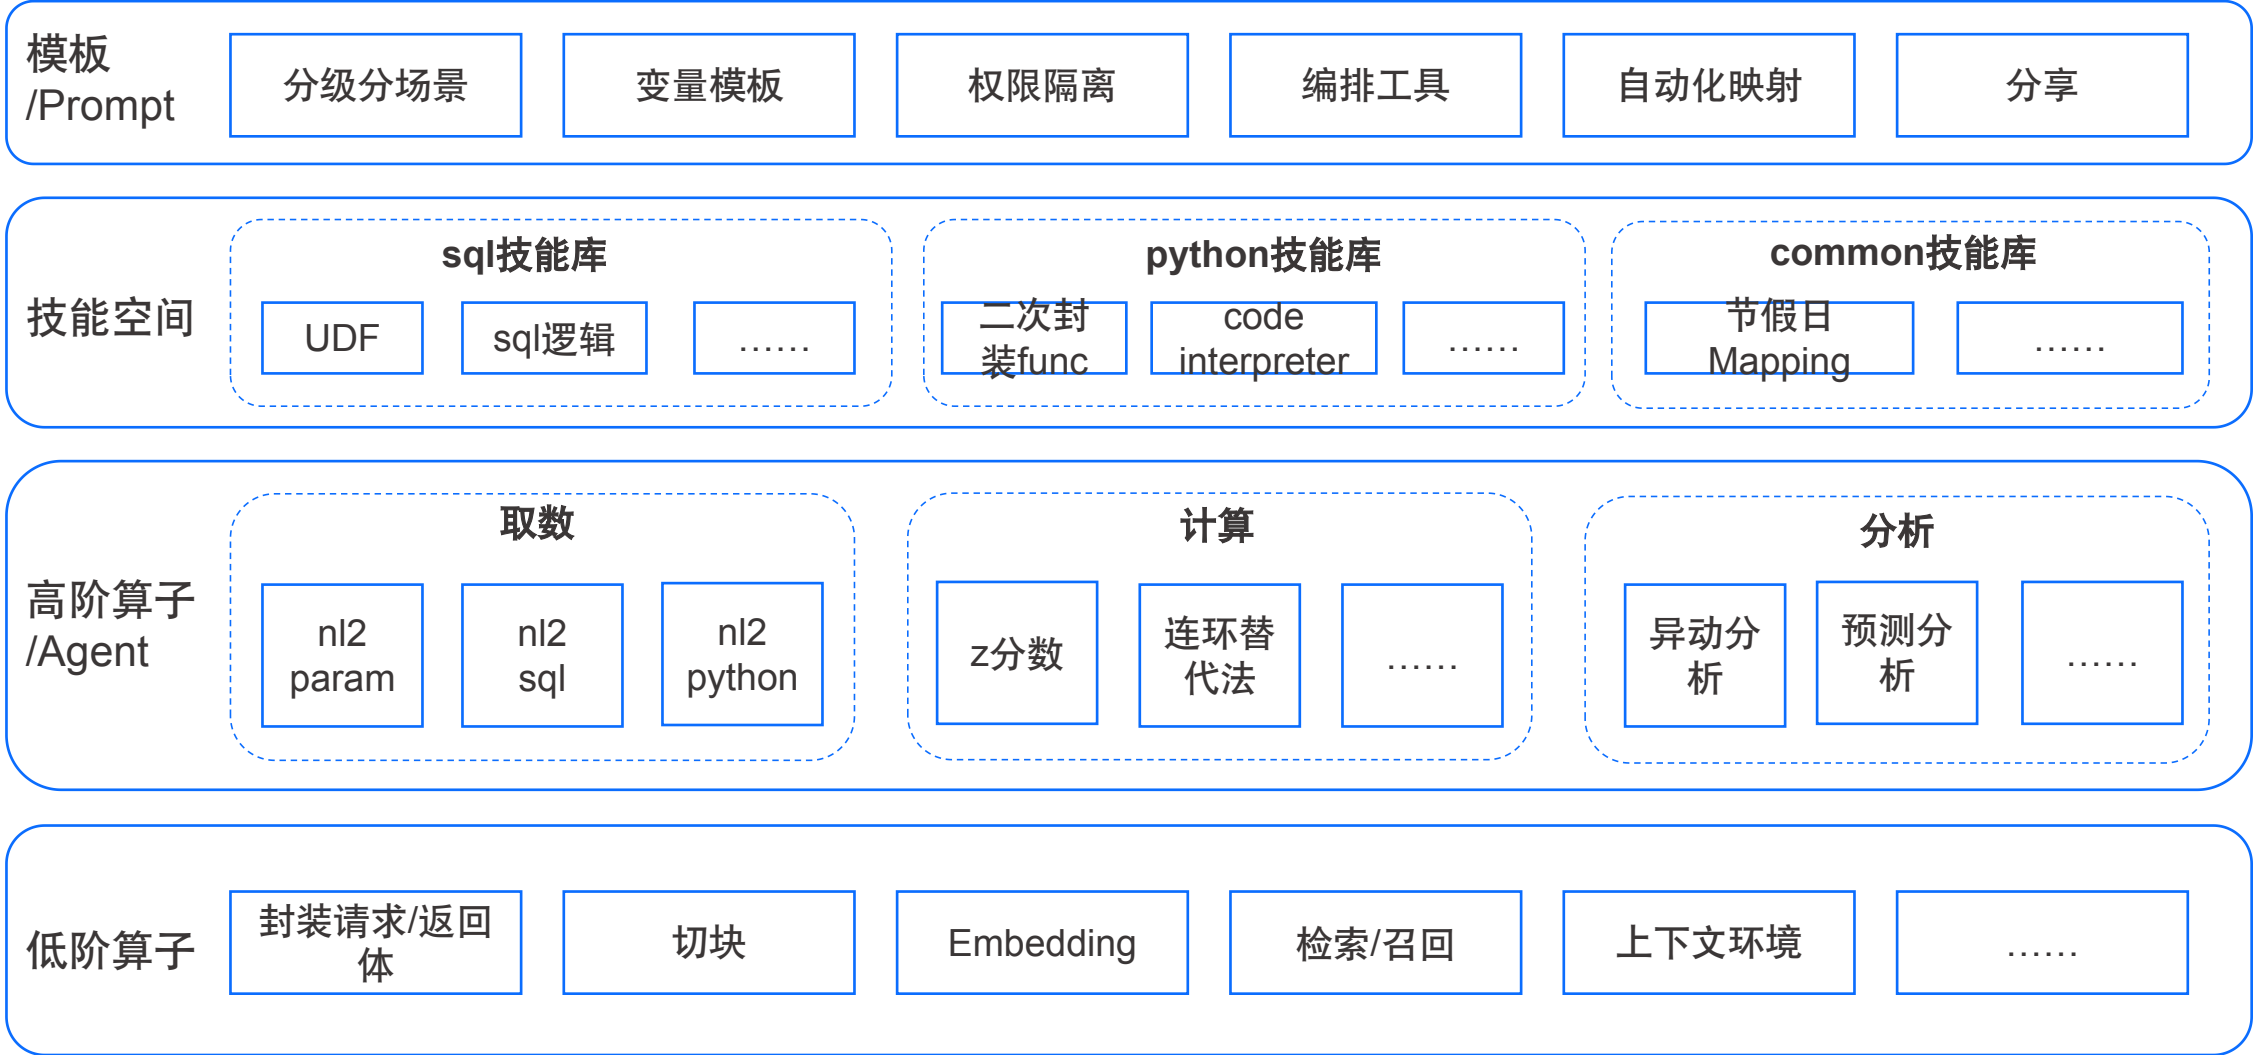 模板
/Prompt
分级分场景
变量模板
权限隔离
编排工具
自动化映射
分享
技能空间
sql技能库
UDF
sql逻辑
……
python技能库
二次封
装func
code
interpreter
……
common技能库
节假日
Mapping
……
高阶算子
/Agent
取数
nl2
param
nl2
sql
nl2
python
计算
z分数
连环替
代法
……
分析
异动分
析
预测分
析
……
低阶算子
封装请求/返回
体
切块
Embedding
检索/召回
上下文环境
……